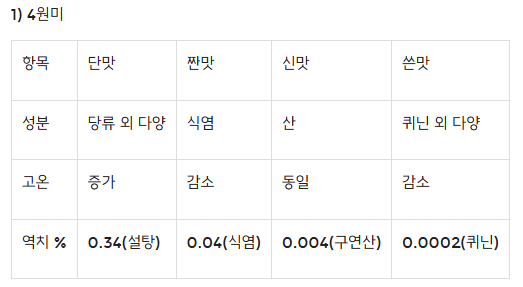 1) 4원미
항목 단맛 짠맛 신맛 쓴맛
성분 당류 외 다양 식염 산 퀴닌 외 다양
고온 증가 감소 동일 감소
역치 % 0.34(설탕) 0.04(식염) 0.004(구연산) 0.0002(퀴닌)